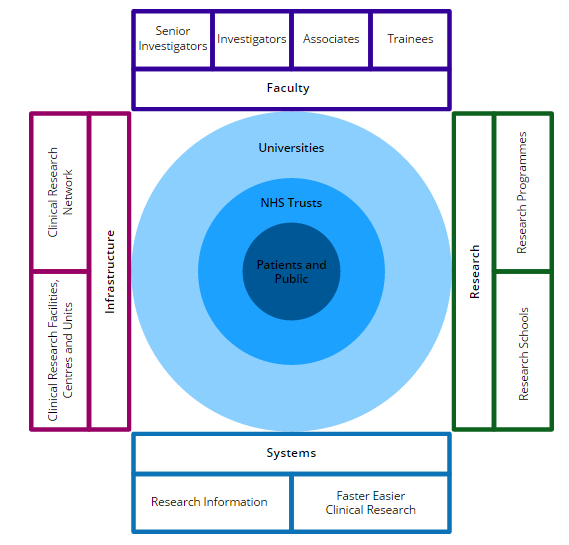 Senior
Investigators
Investigators
Associates
Trainees
Faculty
Universities
NHS Trusts
Patients and
Public
Infrastructure
Clinical Research
Network
Clinical Research Facilities,
Centres and Units
Research
Research Programmes
Research Schools
Systems
Research Information
Faster Easier
Clinical Research